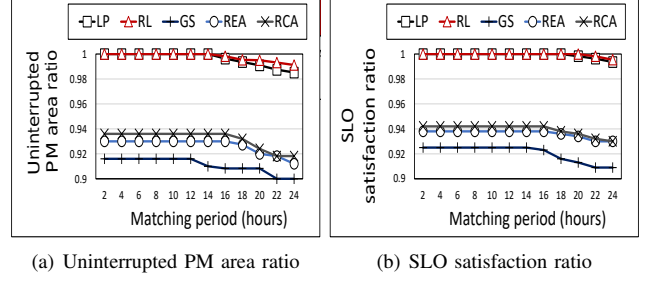 LP RL GS REA RCA
1
0.98
0.96
0.94
0.92
0.9
2 4 6 8 10 12 14 16 18 20 22 24
Uninterrupted
PM area ratio
Matching period (hours)
(a) Uninterrupted PM area ratio
LP RL GS REA RCA
1
0.98
0.96
0.94
0.92
0.9
2 4 6 8 10 12 14 16 18 20 22 24
SLO
satisfaction ratio
Matching period (hours)
(b) SLO satisfaction ratio